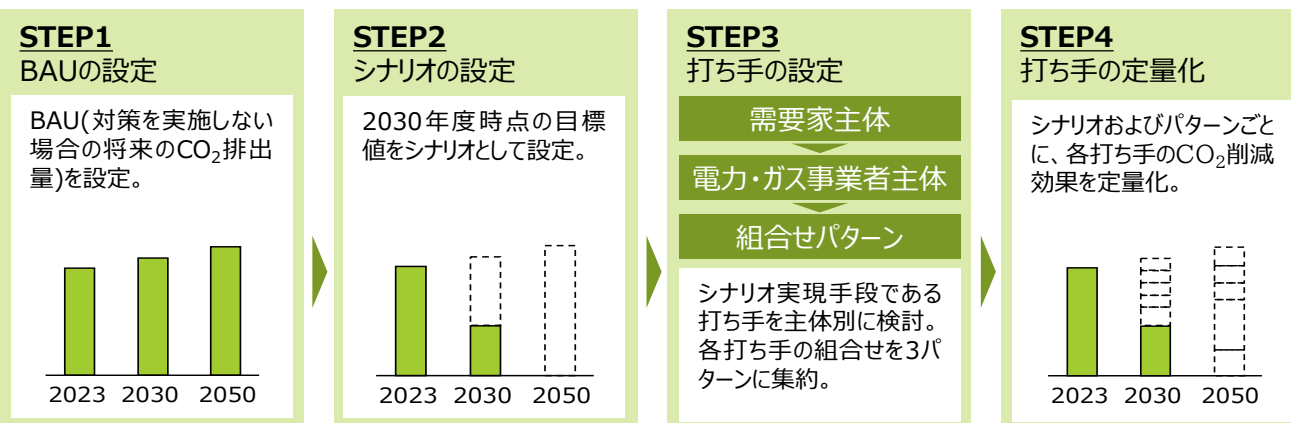 STEP1
BAUの設定
BAU(対策を実施しない
場合の将来のCO₂排出
量)を設定。
2023 2030 2050
STEP2
シナリオの設定
2030年度時点の目標
値をシナリオとして設定。
2023 2030 2050
STEP3
打ち手の設定
需要家主体
電力・ガス事業者主体
組合せパターン
シナリオ実現手段である
打ち手を主体別に検討。
各打ち手の組合せを3パ
ターンに集約。
STEP4
打ち手の定量化
シナリオおよびパターンごと
に、各打ち手のCO₂削減
効果を定量化。
2023 2030 2050